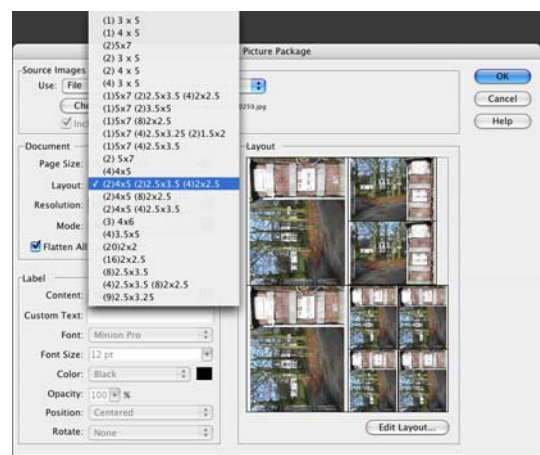 Picture Package
(1) 3 x 5
(1) 4 x 5
(2)5x7
(2) 3 x 5
(2) 4 x 5
(4) 3 x 5
(1)5x7 (2)2.5x3.5 (4)2x2.5
(1)5x7 (2)3.5x5
(1)5x7 (8)2x2.5
(1)5x7 (4)2.5x3.25 (2)1.5x2
(1)5x7 (4)2.5x3.5
(2) 5x7
(4)4x5
✓ (2)4x5 (2)2.5x3.5 (4)2x2.5
(2)4x5 (8)2x2.5
(2)4x5 (4)2.5x3.5
(3) 4x6
(4)3.5x5
(20)2x2
(16)2x2.5
(8)2.5x3.5
(4)2.5x3.5 (8)2x2.5
(9)2.5x3.25
Source Images
Use: File
Cho
0259.jpg
Incl
OK
Cancel
Help
Document
Page Size:
Layout:
Resolution:
Mode:
Flatten All
Label
Content:
Custom Text:
Font: Minion Pro
Font Size: 12 pt
Color: Black
Opacity: 100 %
Position: Centered
Rotate: None
Layout
Edit Layout...